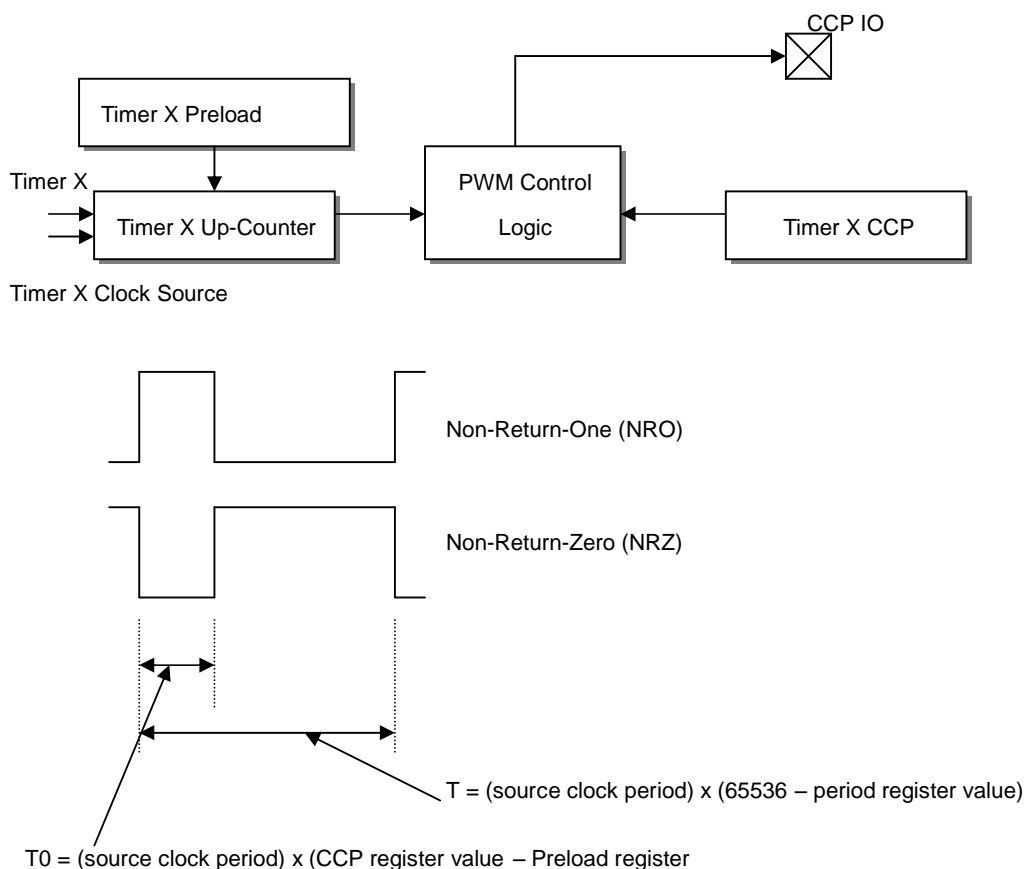 CCP IO
Timer X Preload
Timer X
Timer X Up-Counter
PWM Control
Logic
Timer X CCP
Timer X Clock Source
Non-Return-One (NRO)
Non-Return-Zero (NRZ)
T = (source clock period) x (65536 – period register value)
T0 = (source clock period) x (CCP register value – Preload register